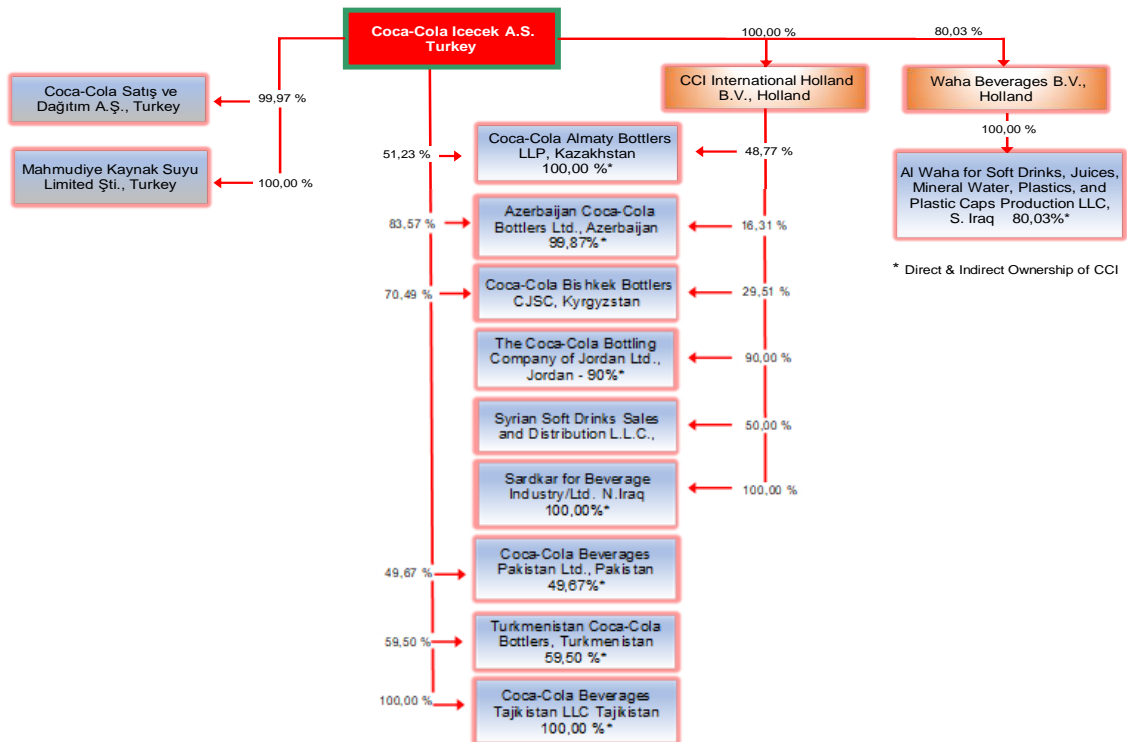 Coca-Cola Icecek A.S.
Turkey
100,00 %
80,03 %
Coca-Cola Satış ve
Dağıtım A.Ş., Turkey
99,97 %
CCI International Holland
B.V., Holland
Waha Beverages B.V.,
Holland
100,00 %
Mahmudiye Kaynak Suyu
Limited Şti., Turkey
100,00 %
51,23 %
Coca-Cola Almaty Bottlers
LLP, Kazakhstan
100,00 %*
48,77 %
Al Waha for Soft Drinks, Juices,
Mineral Water, Plastics, and
Plastic Caps Production LLC,
S. Iraq 80,03%*
83,57 %
Azerbaijan Coca-Cola
Bottlers Ltd., Azerbaijan
99,87%*
16,31 %
* Direct & Indirect Ownership of CCI
70,49 %
Coca-Cola Bishkek Bottlers
CJSC, Kyrgyzstan
29,51 %
The Coca-Cola Bottling
Company of Jordan Ltd.,
Jordan - 90%*
90,00 %
Syrian Soft Drinks Sales
and Distribution L.L.C.,
50,00 %
Sardkar for Beverage
Industry/Ltd. N.Iraq
100,00%*
100,00 %
49,67 %
Coca-Cola Beverages
Pakistan Ltd., Pakistan
49,67%*
59,50 %
Turkmenistan Coca-Cola
Bottlers, Turkmenistan
59,50 %*
100,00 %
Coca-Cola Beverages
Tajikistan LLC Tajikistan
100,00 %*